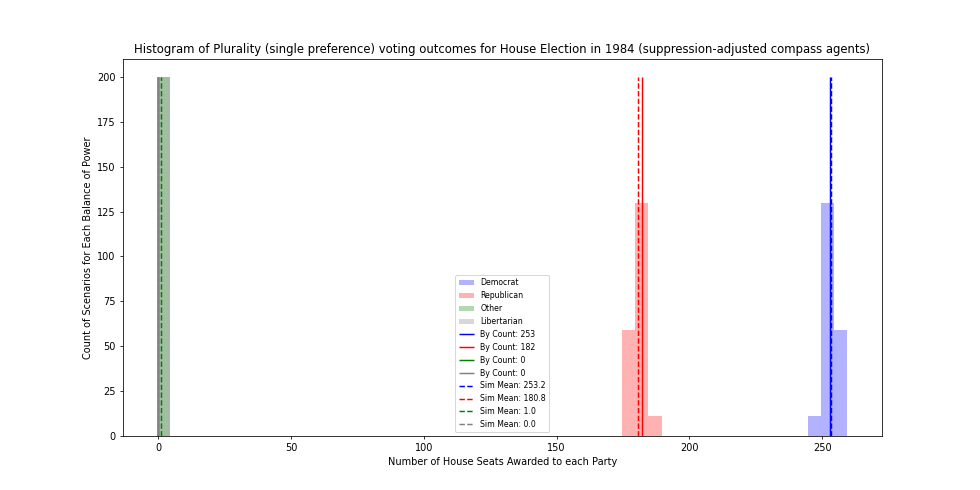 Histogram of Plurality (single preference) voting outcomes for House Election in 1984 (suppression-adjusted compass agents)
Count of Scenarios for Each Balance of Power
200
175
150
125
100
75
50
25
0
Democrat
Republican
Other
Libertarian
By Count: 253
By Count: 182
By Count: 0
By Count: 0
Sim Mean: 253.2
Sim Mean: 180.8
Sim Mean: 1.0
Sim Mean: 0.0
0 50 100 150 200 250
Number of House Seats Awarded to each Party